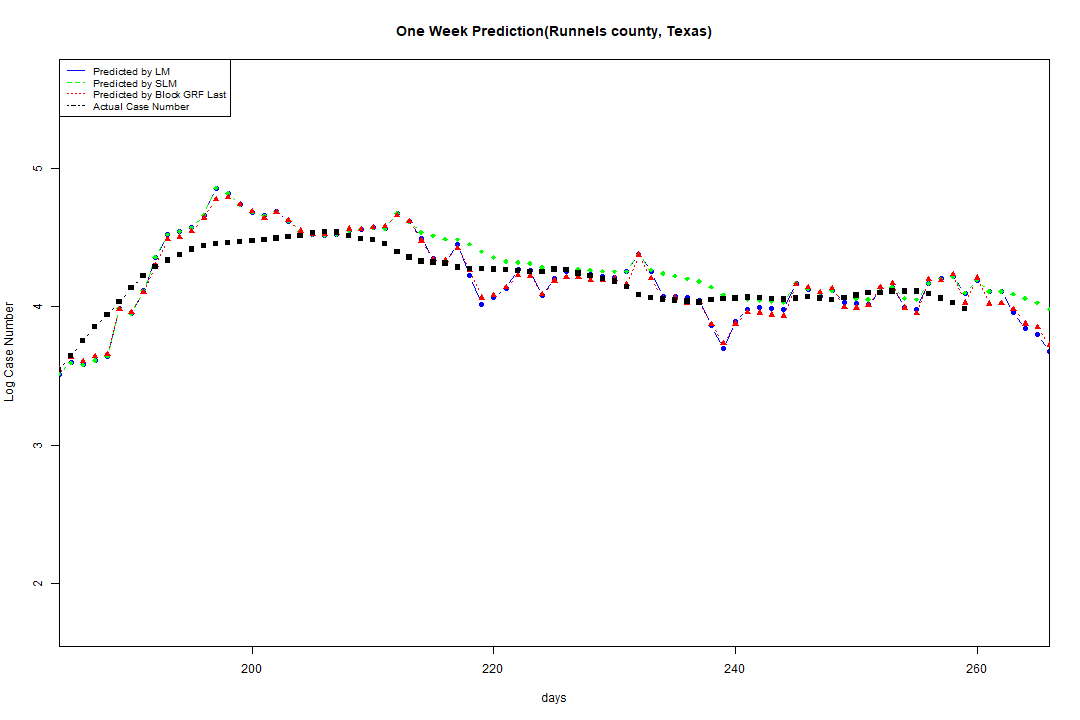 One Week Prediction(Runnels county, Texas)
Predicted by LM
Predicted by SLM
Predicted by Block GRF Last
Actual Case Number
5
4
3
2
Log Case Number
200 220 240 260
days